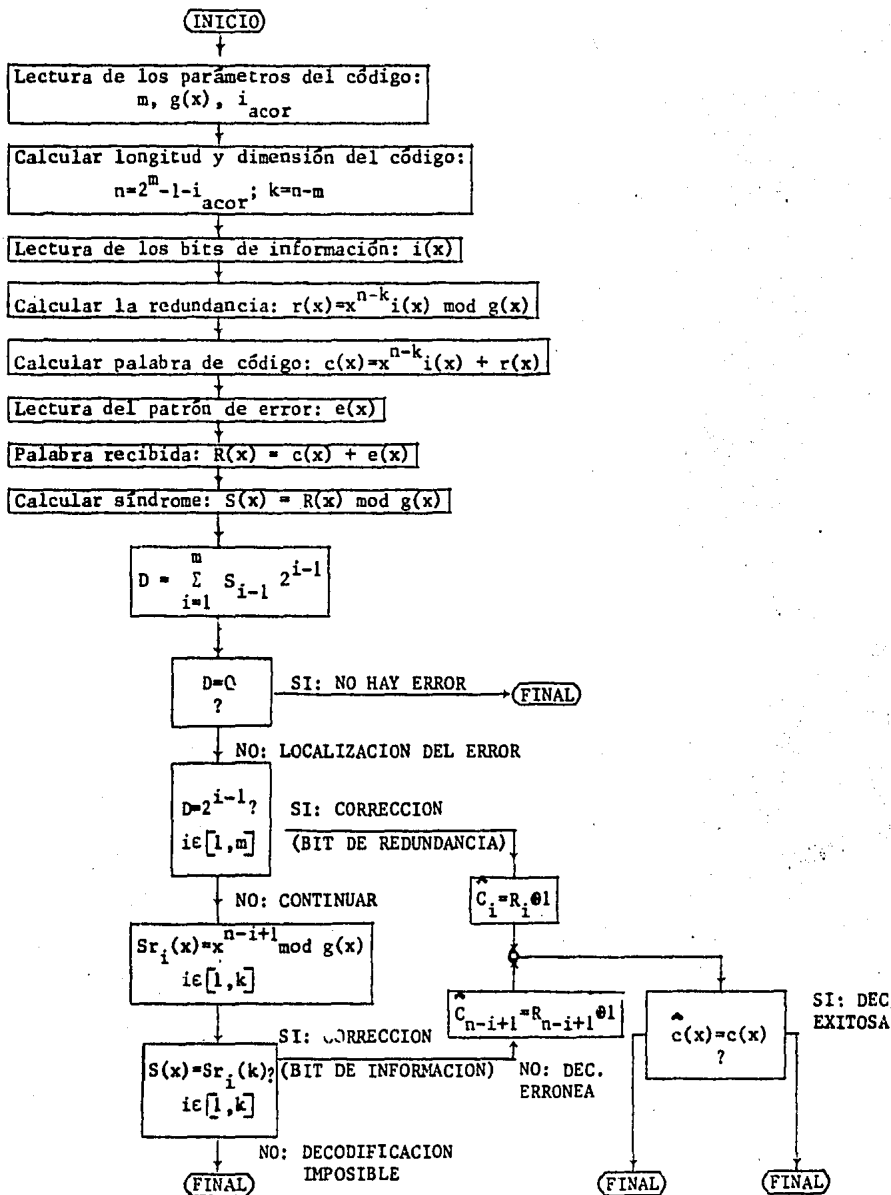 INICIO
Lectura de los parámetros del código:
m, g(x), i_acor
Calcular longitud y dimensión del código:
n=2^m-1-i_acor; k=n-m
Lectura de los bits de información: i(x)
Calcular la redundancia: r(x)=x^n-k i(x) mod g(x)
Calcular palabra de código: c(x)=x^n-k i(x) + r(x)
Lectura del patrón de error: e(x)
Palabra recibida: R(x) = c(x) + e(x)
Calcular síndrome: S(x) = R(x) mod g(x)
m
D = Σ S_i-1 2^i-1
i=1
D=0
?
SI: NO HAY ERROR
FINAL
NO: LOCALIZACION DEL ERROR
D=2^i-1?
iε[1,m]
SI: CORRECCION
(BIT DE REDUNDANCIA)
NO: CONTINUAR
Ĉ_i=R_i⊕1
Sr_i(x)=x^n-i+1 mod g(x)
iε[1,k]
Ĉ_n-i+1=R_n-i+1⊕1
ĉ(x)=c(x)
?
SI: DEC
EXITOSA
SI: CORRECCION
S(x)=Sr_i(k)?
iε[1,k]
(BIT DE INFORMACION)
NO: DEC.
ERRONEA
NO: DECODIFICACION
IMPOSIBLE
FINAL
FINAL
FINAL